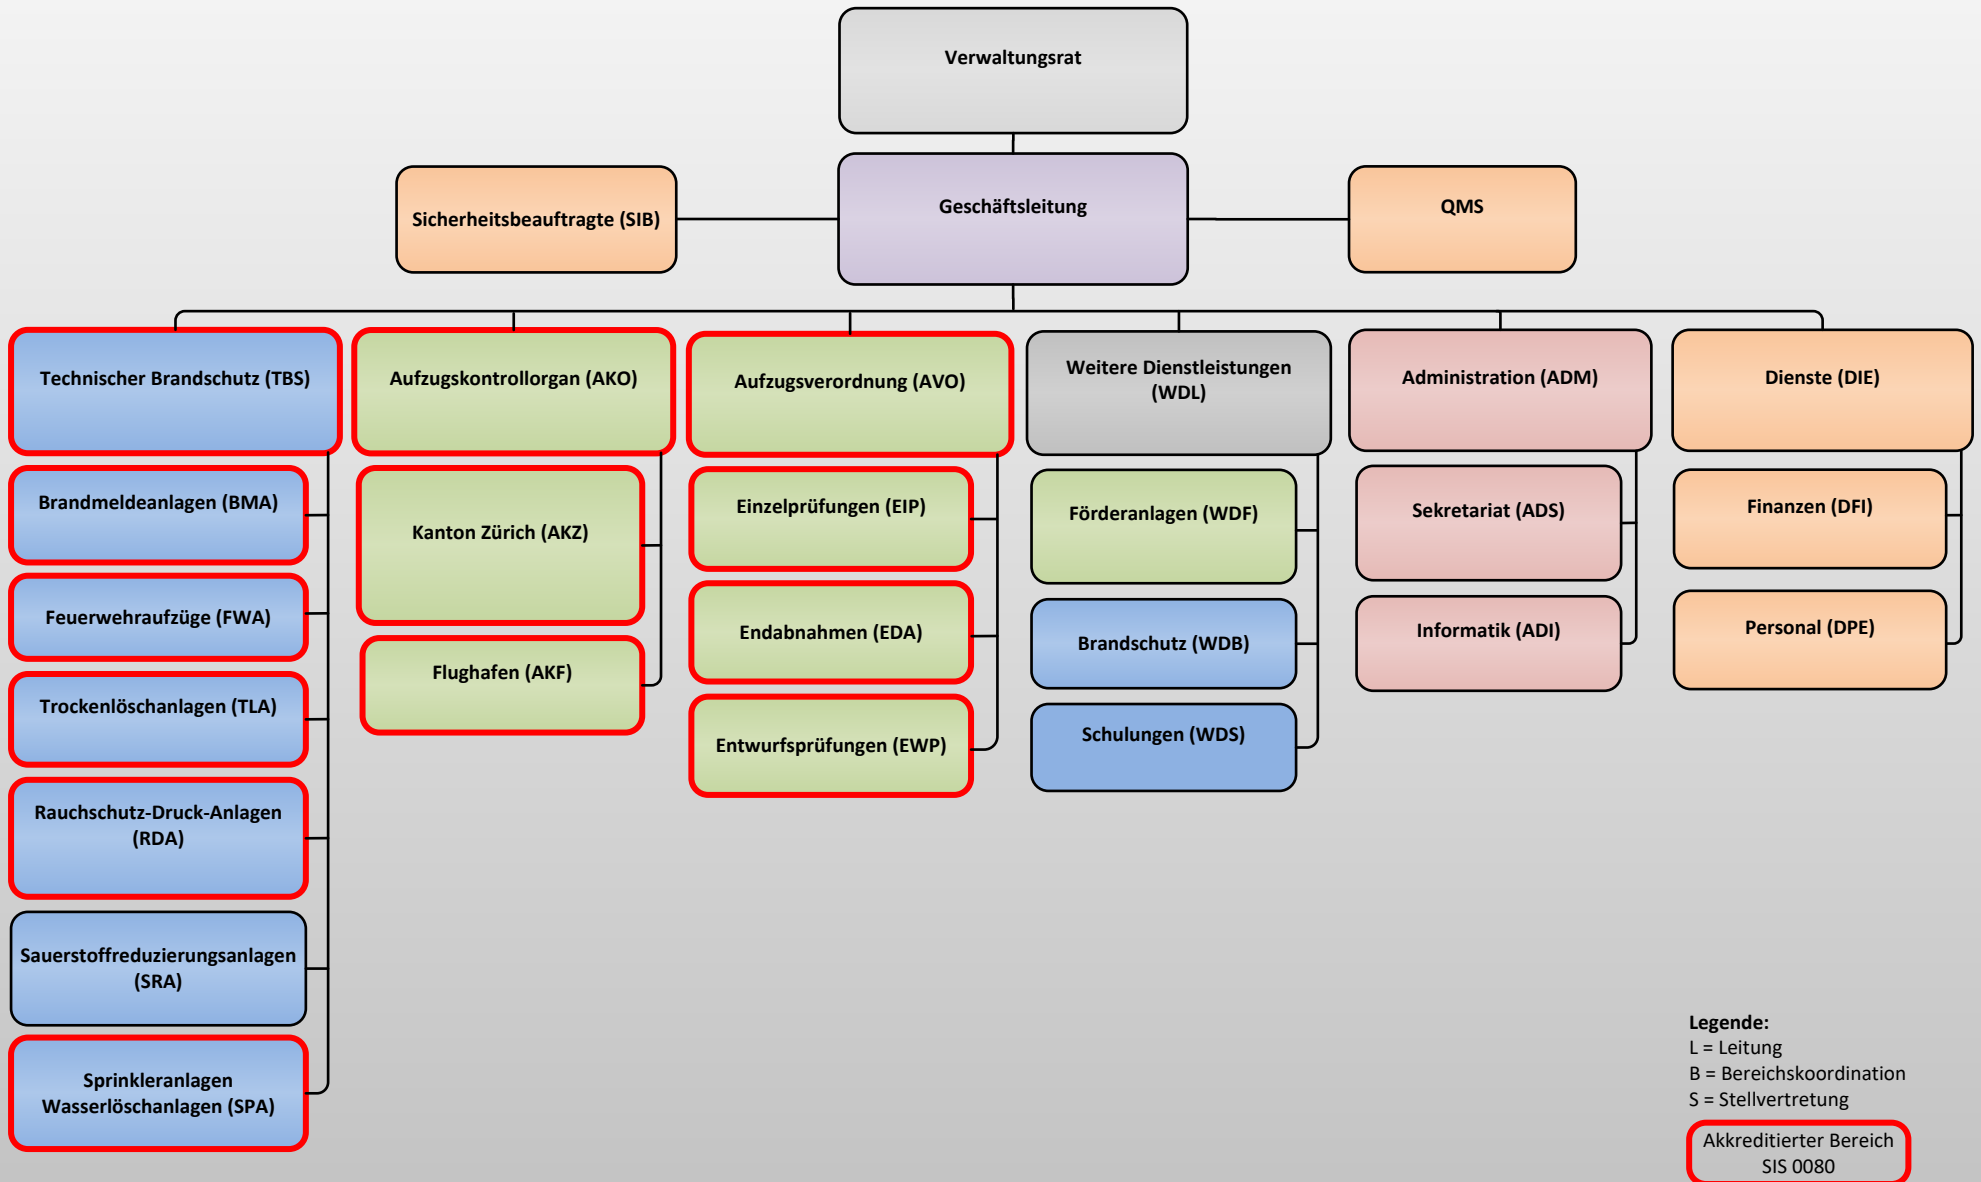 Verwaltungsrat
Sicherheitsbeauftragte (SIB)
Geschäftsleitung
QMS
Technischer Brandschutz (TBS)
Aufzugskontrollorgan (AKO)
Aufzugsverordnung (AVO)
Weitere Dienstleistungen
(WDL)
Administration (ADM)
Dienste (DIE)
Brandmeldeanlagen (BMA)
Feuerwehraufzüge (FWA)
Trockenlöschanlagen (TLA)
Rauchschutz-Druck-Anlagen
(RDA)
Sauerstoffreduzierungsanlagen
(SRA)
Sprinkleranlagen
Wasserlöschanlagen (SPA)
Kanton Zürich (AKZ)
Flughafen (AKF)
Einzelprüfungen (EIP)
Endabnahmen (EDA)
Entwurfsprüfungen (EWP)
Förderanlagen (WDF)
Brandschutz (WDB)
Schulungen (WDS)
Sekretariat (ADS)
Informatik (ADI)
Finanzen (DFI)
Personal (DPE)
Legende:
L = Leitung
B = Bereichskoordination
S = Stellvertretung
Akkreditierter Bereich
SIS 0080